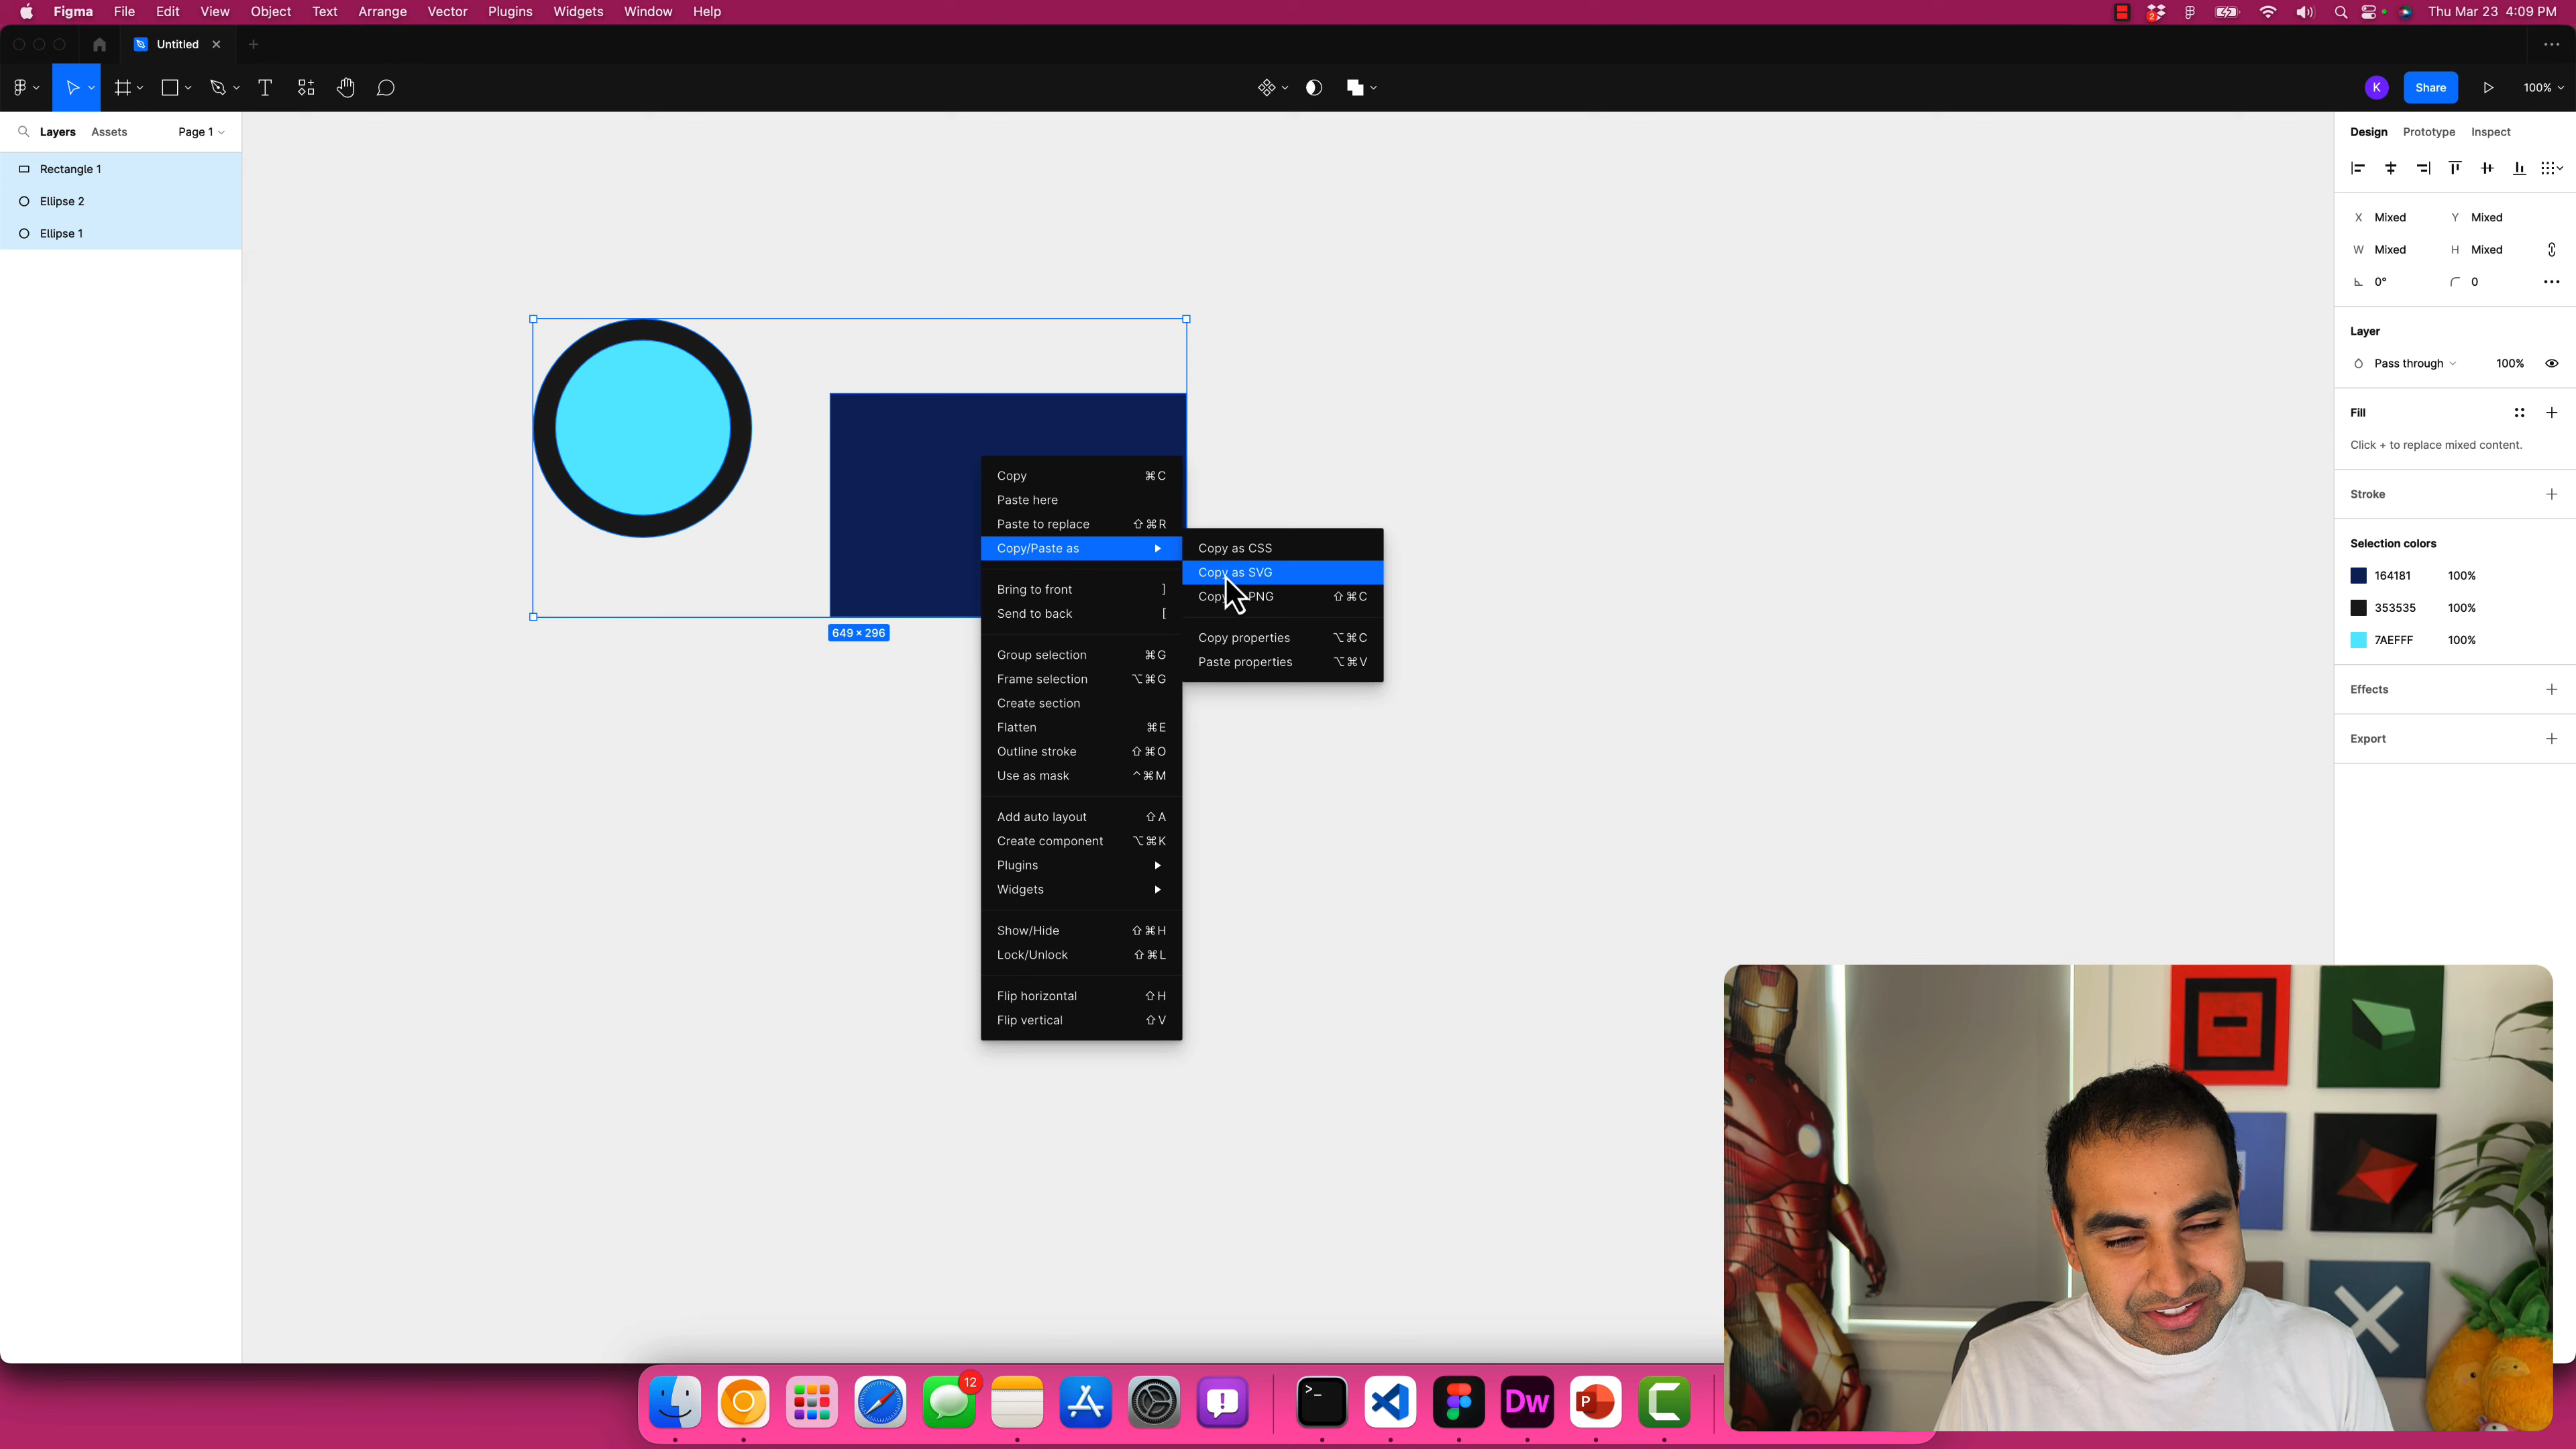 Figma File Edit View Object Text Arrange Vector Plugins Widgets Window Help
2
Thu Mar 23 4:09 PM
Untitled
K
Share
100%
Layers Assets Page 1
Rectangle 1
Ellipse 2
Ellipse 1
649 × 296
Copy ⌘C
Paste here
Paste to replace ⇧⌘R
Copy/Paste as
Bring to front ]
Send to back [
Group selection ⌘G
Frame selection ⌥⌘G
Create section
Flatten ⌘E
Outline stroke ⇧⌘O
Use as mask ^⌘M
Add auto layout ⇧A
Create component ⌥⌘K
Plugins
Widgets
Show/Hide ⇧⌘H
Lock/Unlock ⇧⌘L
Flip horizontal ⇧H
Flip vertical ⇧V
Copy as CSS
Copy as SVG
Copy PNG ⇧⌘C
Copy properties ⌥⌘C
Paste properties ⌥⌘V
Design Prototype Inspect
X Mixed Y Mixed
W Mixed H Mixed
0° 0
Layer
Pass through 100%
Fill
Click + to replace mixed content.
Stroke
Selection colors
164181 100%
353535 100%
7AEFFF 100%
Effects
Export
12
>_
Dw
P
C